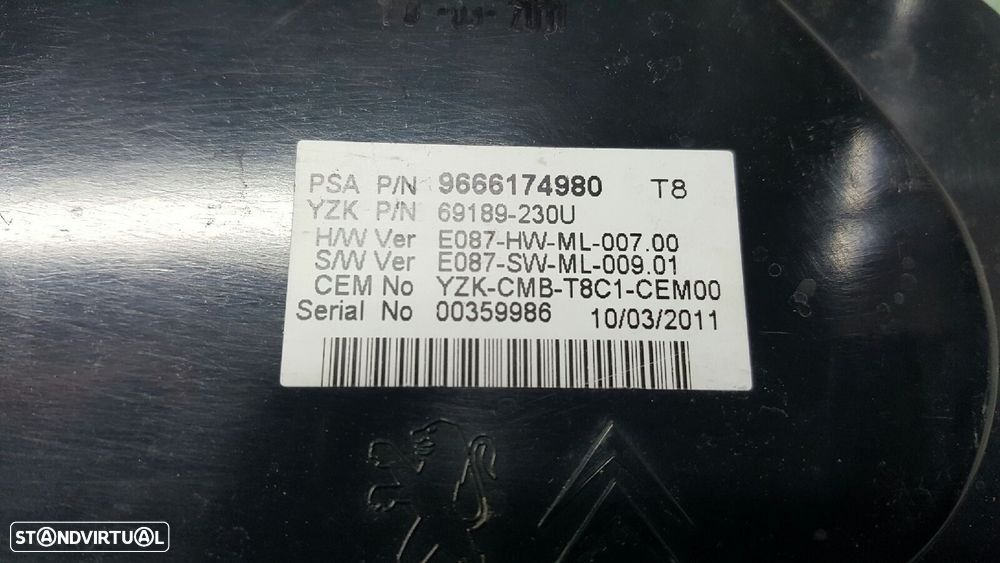 PSA P/N 9666174980 T8
YZK P/N 69189-230U
H/W Ver E087-HW-ML-007.00
S/W Ver E087-SW-ML-009.01
CEM No YZK-CMB-T8C1-CEM00
Serial No 00359986 10/03/2011
STANDVIRTUAL